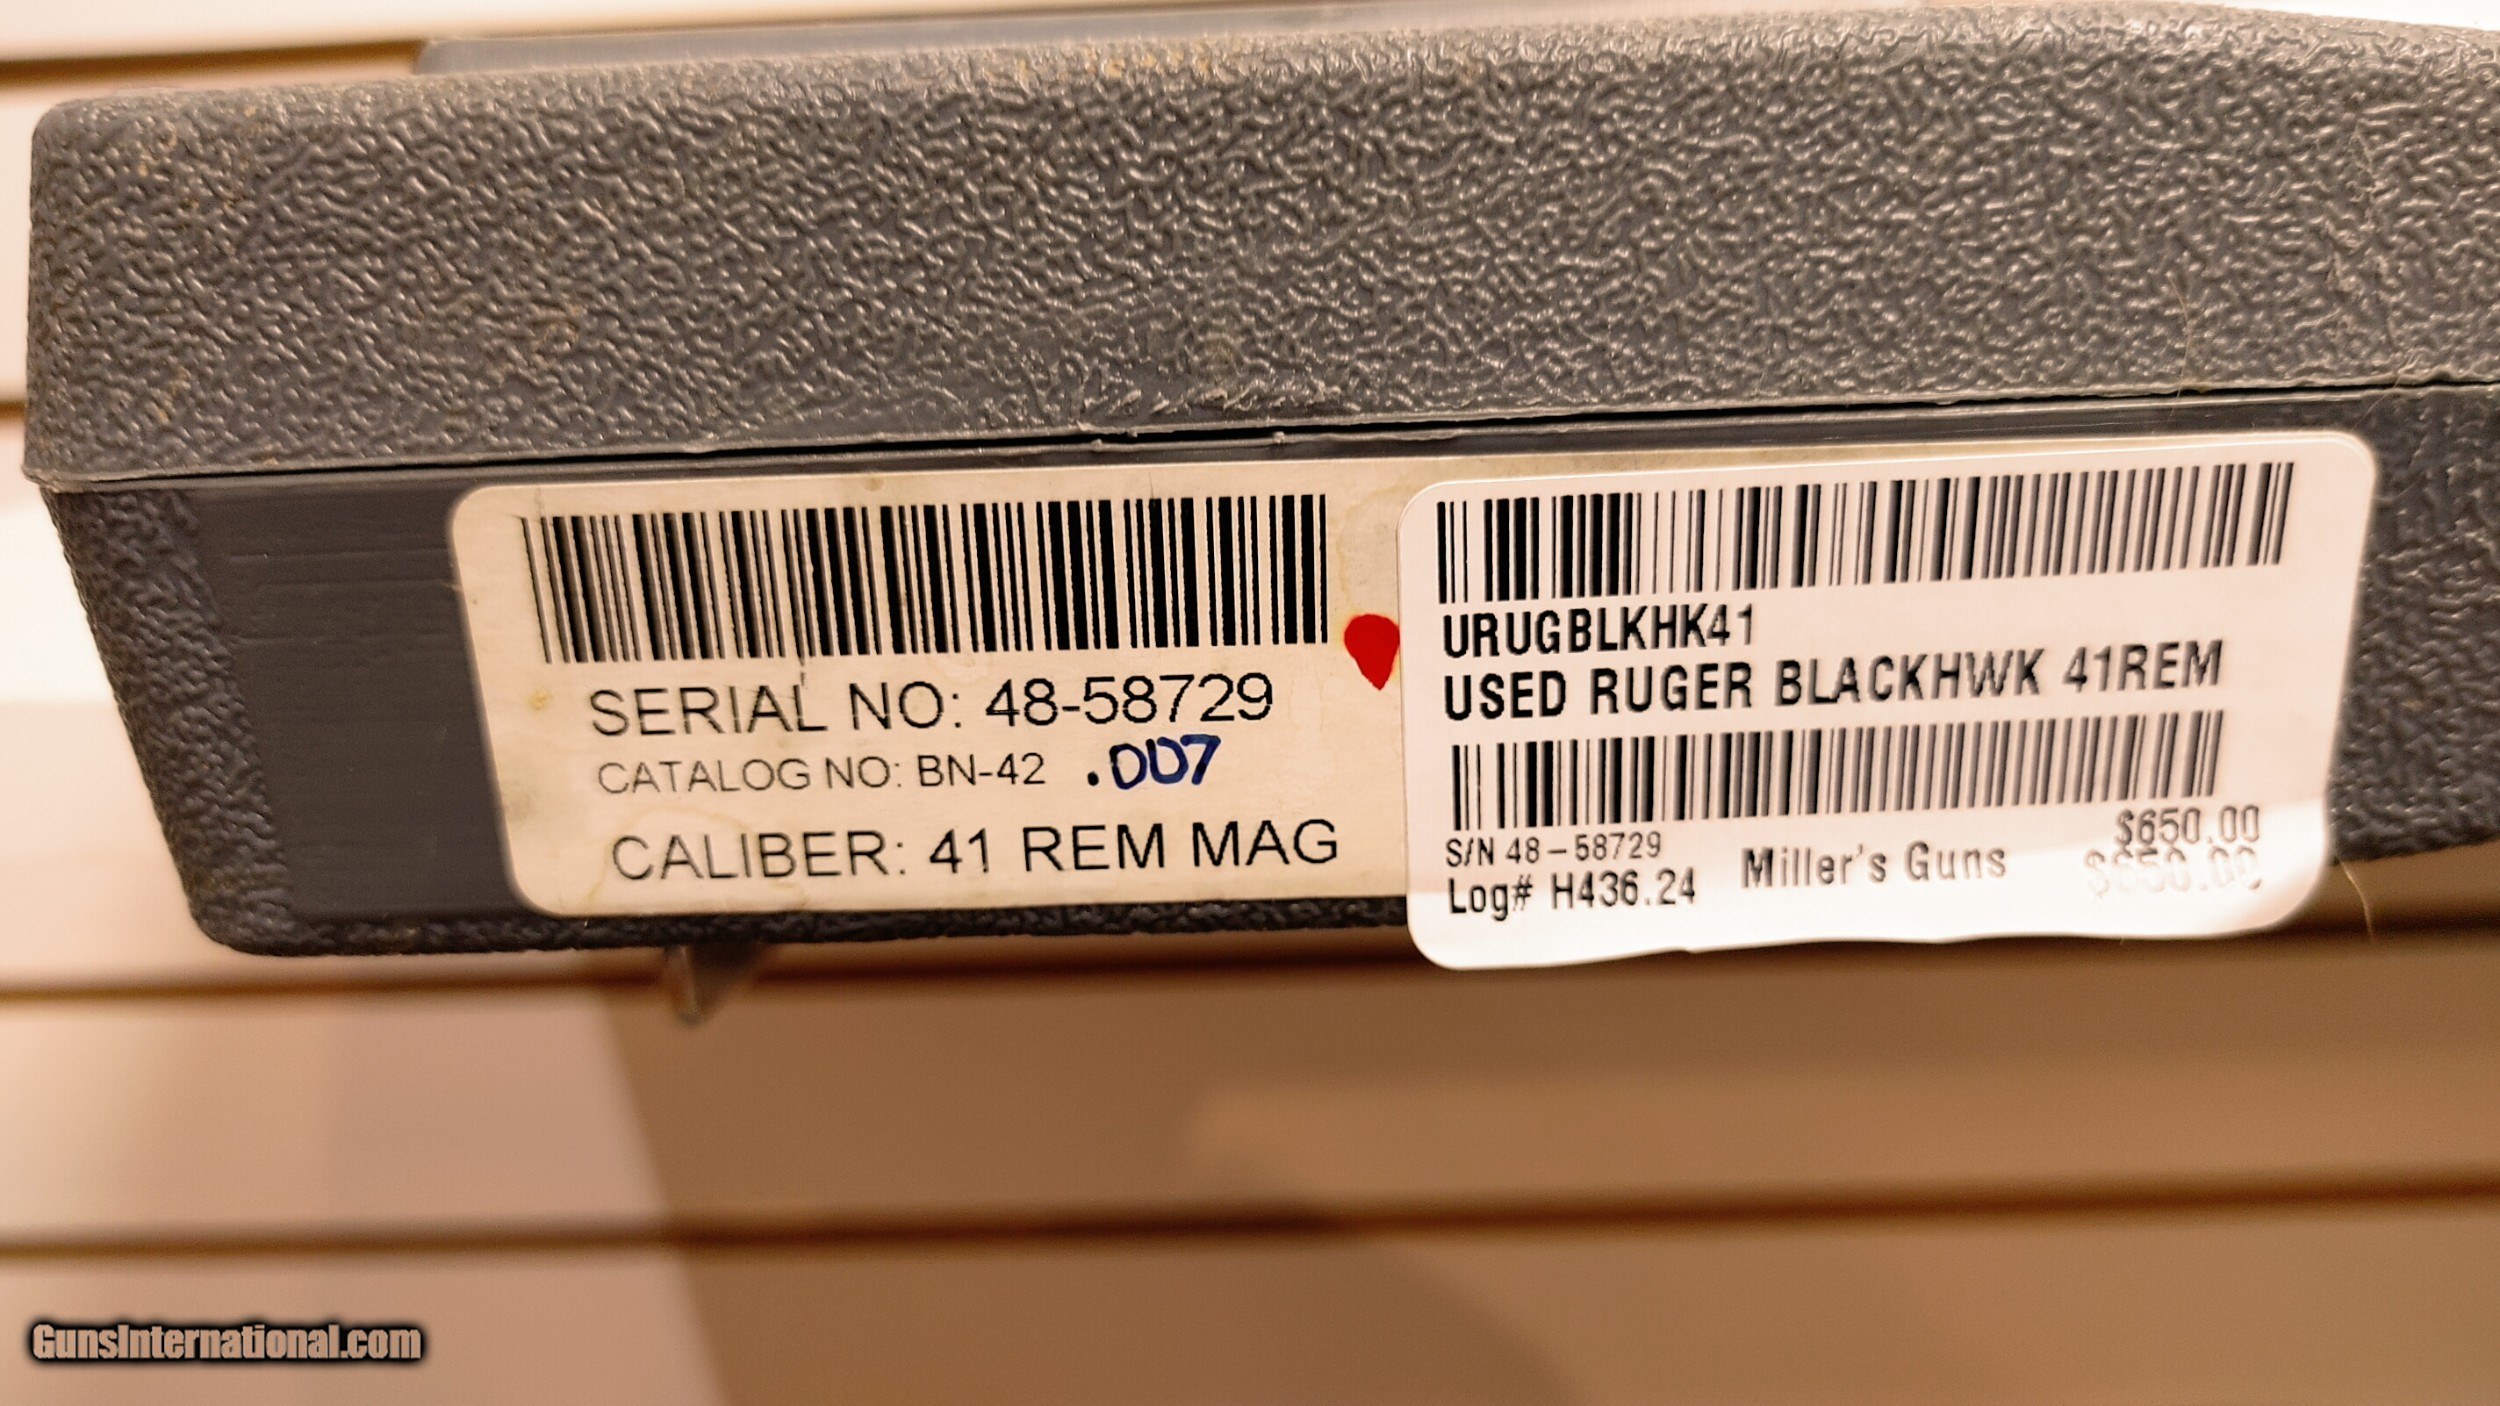 SERIAL NO: 48-58729
CATALOG NO: BN-42 .007
CALIBER: 41 REM MAG
URUGBLKHK41
USED RUGER BLACKHWK 41REM
$650.00
S/N 48-58729
$650.00
Log# H436.24 Miller's Guns
GunsInternational.com